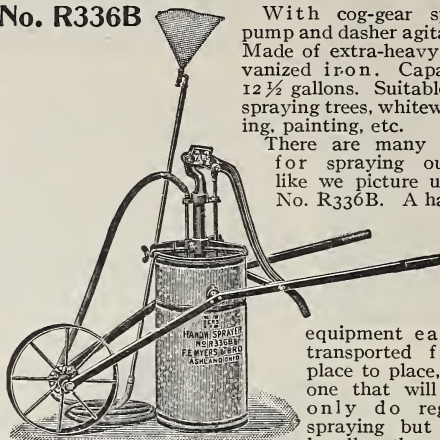 No. R336B
With cog-gear s
pump and dasher agita
Made of extra-heavy
vanized iron. Capa
12½ gallons. Suitabl
spraying trees, whitew
ing, painting, etc.
There are many
for spraying ou
like we picture u
No. R336B. A ha
MYERS
HANDY SPRAYER
No R336B
F.E. MYERS & BRO
ASHLAND OHIO
equipment ea
transported f
place to place,
one that will
only do reg
spraying but